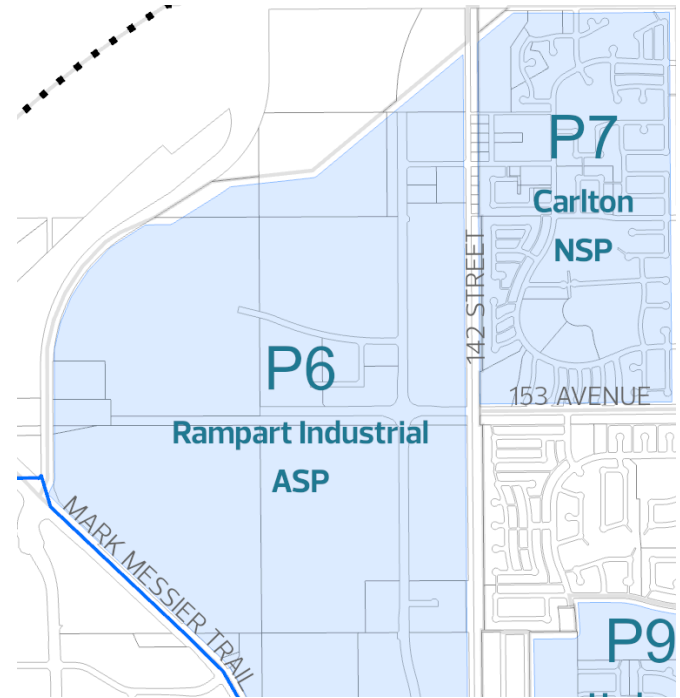 P7
Carlton
NSP
142 STREET
P6
153 AVENUE
Rampart Industrial
ASP
MARK MESSIER TRAIL
P9